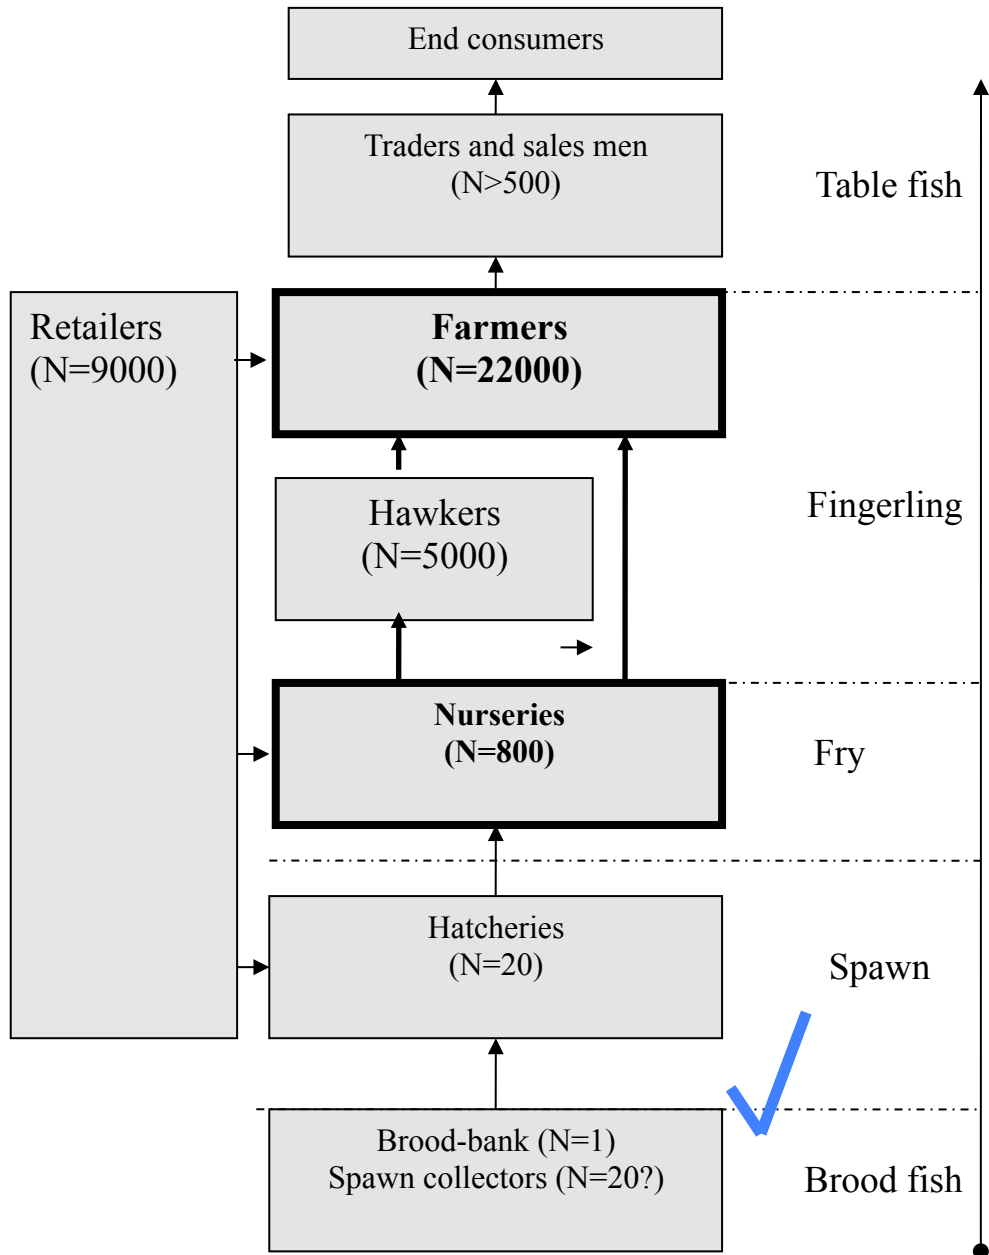 End consumers
Traders and sales men
(N>500)
Table fish
Retailers
(N=9000)
Farmers
(N=22000)
Hawkers
(N=5000)
Fingerling
Nurseries
(N=800)
Fry
Hatcheries
(N=20)
Spawn
Brood-bank (N=1)
Spawn collectors (N=20?)
Brood fish